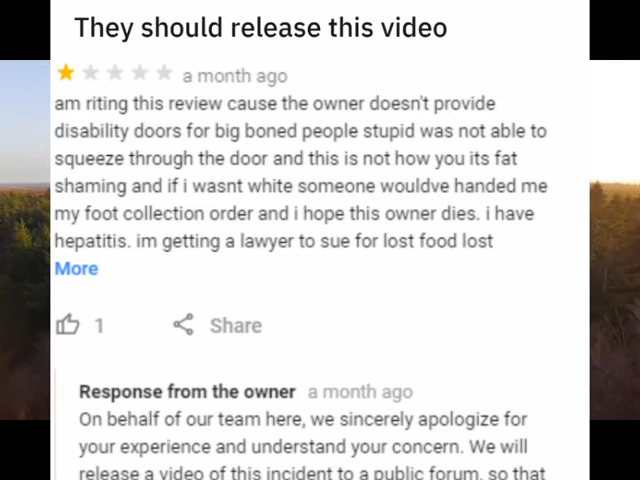 They should release this video
a month ago
am riting this review cause the owner doesn't provide
disability doors for big boned people stupid was not able to
squeeze through the door and this is not how you its fat
shaming and if i wasnt white someone wouldve handed me
my foot collection order and i hope this owner dies. i have
hepatitis. im getting a lawyer to sue for lost food lost
More
1 Share
Response from the owner a month ago
On behalf of our team here, we sincerely apologize for
your experience and understand your concern. We will
release a video of this incident to a public forum, so that